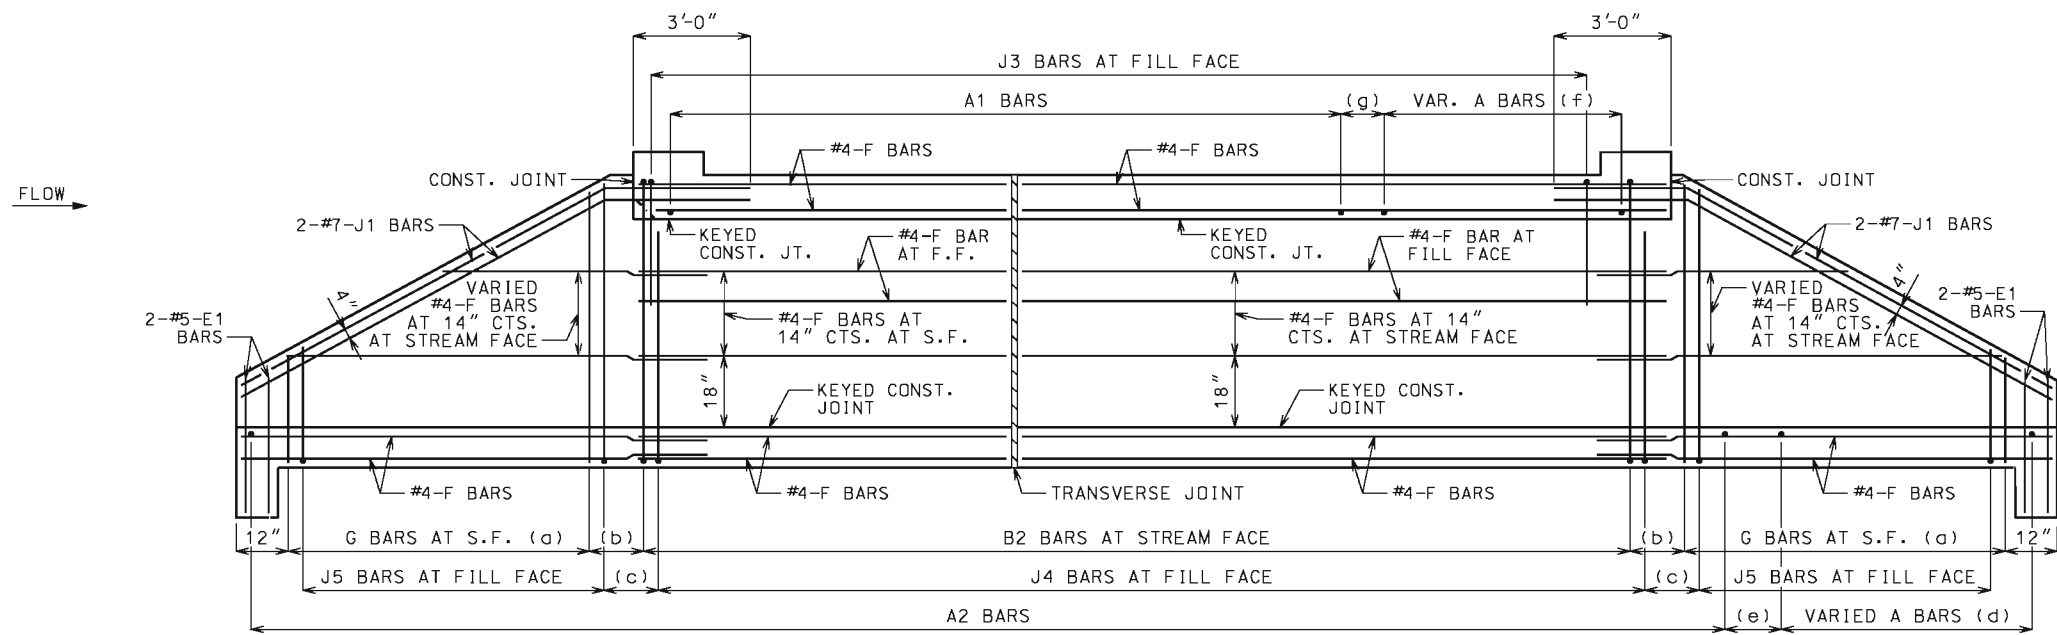 3'-0"
3'-0"
J3 BARS AT FILL FACE
A1 BARS
(g)
VAR. A BARS (f)
#4-F BARS
#4-F BARS
CONST. JOINT
CONST. JOINT
FLOW
2-#7-J1 BARS
KEYED
CONST. JT.
#4-F BAR
AT F.F.
KEYED
CONST. JT.
#4-F BAR AT
FILL FACE
2-#7-J1 BARS
4"
VARIED
#4-F BARS
AT 14" CTS.
AT STREAM FACE
#4-F BARS AT
14" CTS. AT S.F.
#4-F BARS AT 14"
CTS. AT STREAM FACE
VARIED
#4-F BARS
AT 14" CTS.
AT STREAM FACE
4"
2-#5-E1
BARS
2-#5-E1
BARS
18"
KEYED CONST.
JOINT
18"
KEYED CONST.
JOINT
#4-F BARS
#4-F BARS
TRANSVERSE JOINT
#4-F BARS
#4-F BARS
12"
G BARS AT S.F. (a)
(b)
B2 BARS AT STREAM FACE
(b)
G BARS AT S.F. (a)
12"
J5 BARS AT FILL FACE
(c)
J4 BARS AT FILL FACE
(c)
J5 BARS AT FILL FACE
A2 BARS
(e)
VARIED A BARS (d)